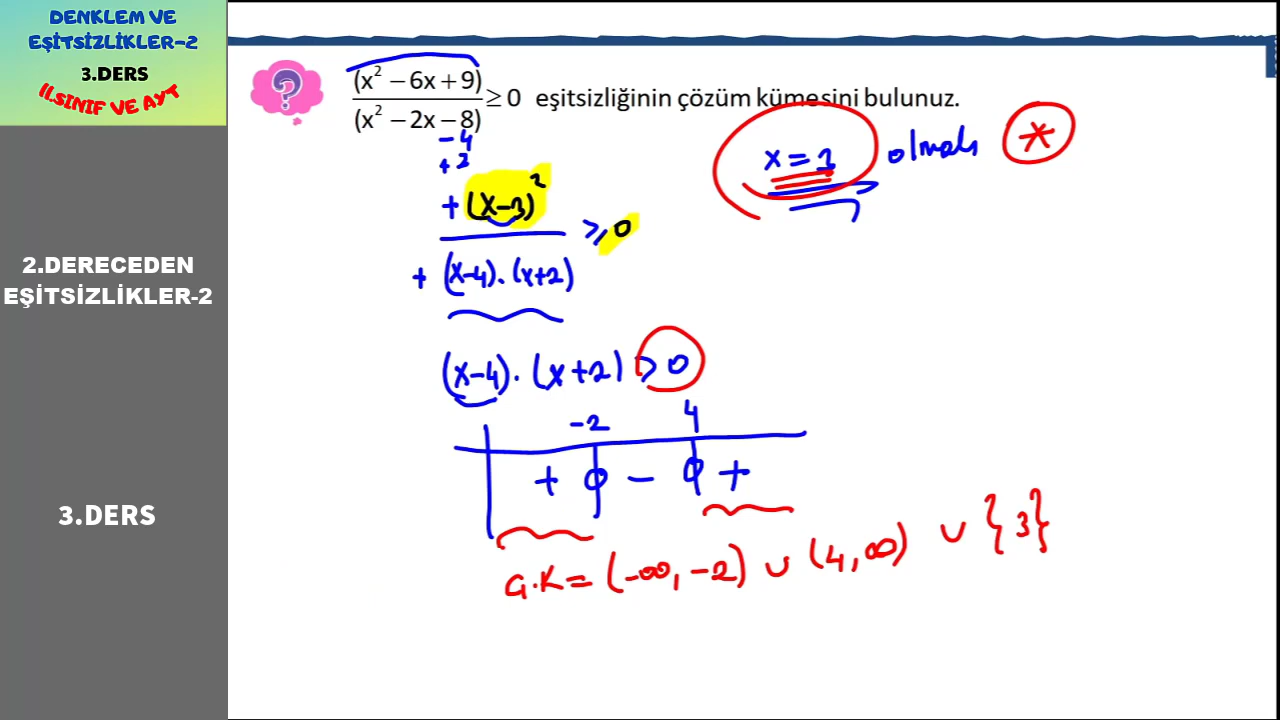 DENKLEM VE
EŞİTSİZLİKLER-2
3.DERS
11.SINIF VE AYT
2.DERECEDEN
EŞİTSİZLİKLER-2
3.DERS
(x² − 6x + 9)
(x² − 2x − 8)
≥ 0 eşitsizliğinin çözüm kümesini bulunuz.
-4
+2
x = 3 olmalı *
+ (x-3)²
≥ 0
+ (x-4).(x+2)
(x-4).(x+2) > 0
-2 4
+ 0 - 0 +
Ç.K = (-∞, -2) ∪ (4, ∞) ∪ {3}